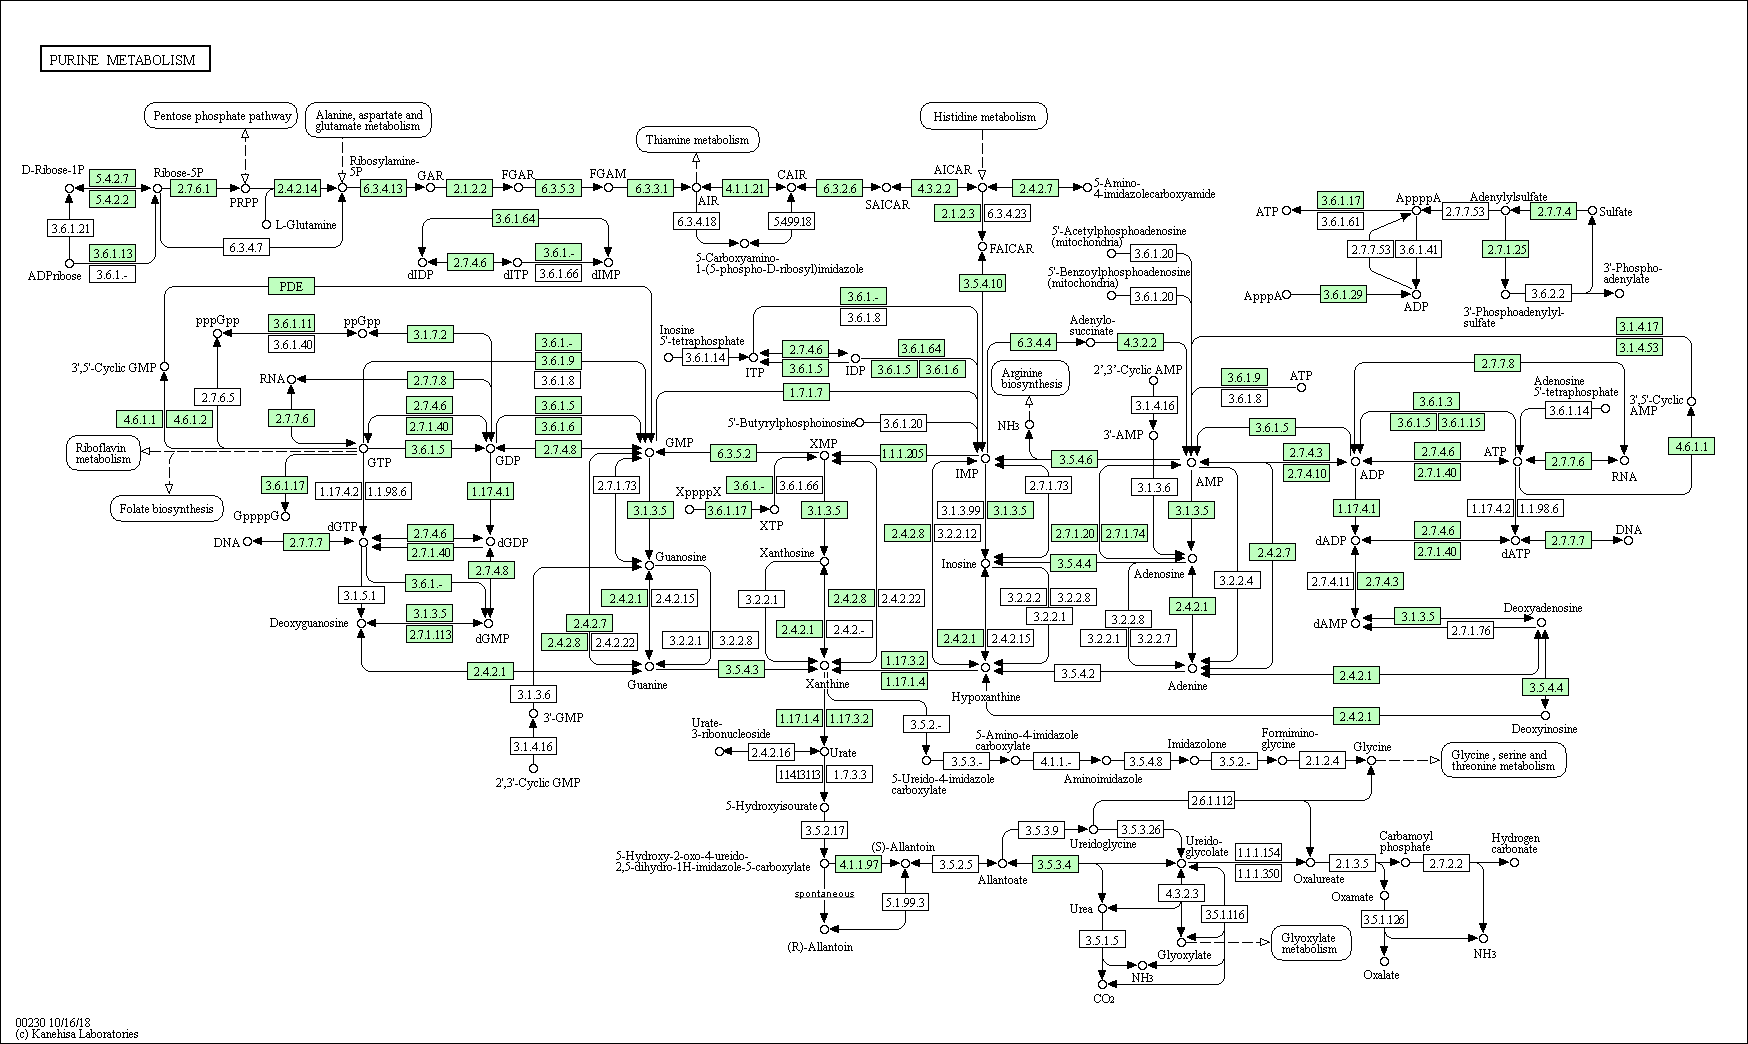 PURINE METABOLISM
Pentose phosphate pathway
Alanine, aspartate and
glutamate metabolism
Thiamine metabolism
Histidine metabolism
D-Ribose-1P
5.4.2.7
5.4.2.2
Ribose-5P
2.7.6.1
PRPP
2.4.2.14
Ribosylamine-
5P
6.3.4.13
GAR
2.1.2.2
FGAR
6.3.5.3
FGAM
6.3.3.1
AIR
4.1.1.21
CAIR
6.3.2.6
SAICAR
4.3.2.2
AICAR
2.4.2.7
5-Amino-
4-imidazolecarboxyamide
3.6.1.21
L-Glutamine
6.3.4.7
3.6.1.13
3.6.1.-
ADPribose
3.6.1.64
dIDP
2.7.4.6
dITP
3.6.1.-
3.6.1.66
dIMP
6.3.4.18
5.4.99.18
5-Carboxyamino-
1-(5-phospho-D-ribosyl)imidazole
2.1.2.3
6.3.4.23
FAICAR
3.5.4.10
5'-Acetylphosphoadenosine
(mitochondria)
3.6.1.20
5'-Benzoylphosphoadenosine
(mitochondria)
3.6.1.20
ATP
3.6.1.17
3.6.1.61
AppppA
2.7.7.53
Adenylylsulfate
2.7.7.4
Sulfate
2.7.7.53
3.6.1.41
2.7.1.25
ApppA
3.6.1.29
ADP
3.6.2.2
3'-Phospho-
adenylate
3'-Phosphoadenylyl-
sulfate
PDE
pppGpp
3.6.1.11
3.6.1.40
ppGpp
3.1.7.2
3.6.1.-
3.6.1.9
3.6.1.8
3',5'-Cyclic GMP
RNA
2.7.7.8
2.7.6.5
4.6.1.1
4.6.1.2
2.7.7.6
2.7.4.6
2.7.1.40
3.6.1.5
3.6.1.6
Riboflavin
metabolism
GTP
3.6.1.5
GDP
2.7.4.8
GMP
Folate biosynthesis
3.6.1.17
GppppG
1.17.4.2
1.1.98.6
1.17.4.1
Inosine
5'-tetraphosphate
3.6.1.14
ITP
3.6.1.-
3.6.1.8
2.7.4.6
3.6.1.5
IDP
3.6.1.64
3.6.1.5
3.6.1.6
1.7.1.7
5'-Butyrylphosphoinosine
3.6.1.20
6.3.5.2
XMP
1.1.1.205
IMP
6.3.4.4
Adenylo-
succinate
4.3.2.2
Arginine
biosynthesis
NH3
2',3'-Cyclic AMP
3.1.4.16
3'-AMP
3.5.4.6
3.1.3.6
AMP
3.1.4.17
3.1.4.53
2.7.7.8
3.6.1.9
3.6.1.8
ATP
Adenosine
5'-tetraphosphate
3.6.1.14
3',5'-Cyclic
AMP
3.6.1.3
3.6.1.5
3.6.1.15
3.6.1.5
4.6.1.1
2.7.4.3
2.7.4.10
ADP
2.7.4.6
2.7.1.40
ATP
2.7.7.6
RNA
2.7.1.73
3.6.1.-
3.6.1.66
XppppX
3.6.1.17
XTP
3.1.3.5
3.1.3.5
2.7.1.73
3.1.3.99
3.1.3.5
2.4.2.8
3.2.2.12
2.7.1.20
2.7.1.74
3.1.3.5
1.17.4.1
1.17.4.2
1.1.98.6
DNA
2.7.7.7
dGTP
2.7.4.6
2.7.1.40
dGDP
2.7.4.8
3.6.1.-
3.1.5.1
Deoxyguanosine
3.1.3.5
2.7.1.113
dGMP
Guanosine
2.4.2.1
2.4.2.15
2.4.2.7
2.4.2.8
2.4.2.22
3.2.2.1
3.2.2.8
Xanthosine
3.2.2.1
2.4.2.8
2.4.2.22
2.4.2.1
2.4.2.-
Inosine
3.5.4.4
3.2.2.2
3.2.2.8
3.2.2.1
2.4.2.1
2.4.2.15
Adenosine
2.4.2.7
3.2.2.4
2.4.2.1
3.2.2.8
3.2.2.1
3.2.2.7
dADP
2.7.4.6
2.7.1.40
dATP
2.7.7.7
DNA
2.7.4.11
2.7.4.3
dAMP
3.1.3.5
2.7.1.76
Deoxyadenosine
2.4.2.1
3.1.3.6
3'-GMP
3.1.4.16
2',3'-Cyclic GMP
Guanine
3.5.4.3
Xanthine
1.17.3.2
1.17.1.4
Hypoxanthine
3.5.4.2
Adenine
2.4.2.1
3.5.4.4
2.4.2.1
Deoxyinosine
1.17.1.4
1.17.3.2
Urate-
3-ribonucleoside
2.4.2.16
Urate
1.14.13.113
1.7.3.3
3.5.2.-
5-Ureido-4-imidazole
carboxylate
3.5.3.-
5-Amino-4-imidazole
carboxylate
4.1.1.-
Aminoimidazole
3.5.4.8
Imidazolone
3.5.2.-
Formimino-
glycine
2.1.2.4
Glycine
Glycine , serine and
threonine metabolism
5-Hydroxyisourate
3.5.2.17
5-Hydroxy-2-oxo-4-ureido-
2,5-dihydro-1H-imidazole-5-carboxylate
4.1.1.97
(S)-Allantoin
3.5.2.5
Allantoate
spontaneous
5.1.99.3
(R)-Allantoin
2.6.1.112
3.5.3.9
Ureidoglycine
3.5.3.26
3.5.3.4
Ureido-
glycolate
1.1.1.154
1.1.1.350
Oxalureate
2.1.3.5
Carbamoyl
phosphate
2.7.2.2
Hydrogen
carbonate
Urea
4.3.2.3
3.5.1.116
3.5.1.5
Glyoxylate
Glyoxylate
metabolism
NH3
CO2
Oxamate
3.5.1.126
Oxalate
NH3
00230 10/16/18
(c) Kanehisa Laboratories